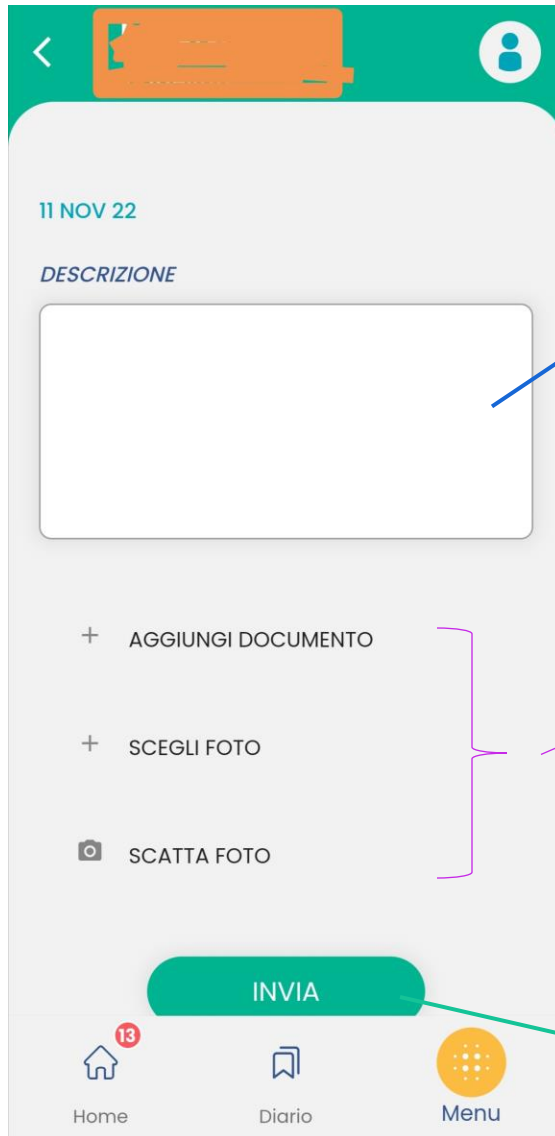 11 NOV 22
DESCRIZIONE
AGGIUNGI DOCUMENTO
SCEGLI FOTO
SCATTA FOTO
INVIA
13
Home Diario Menu